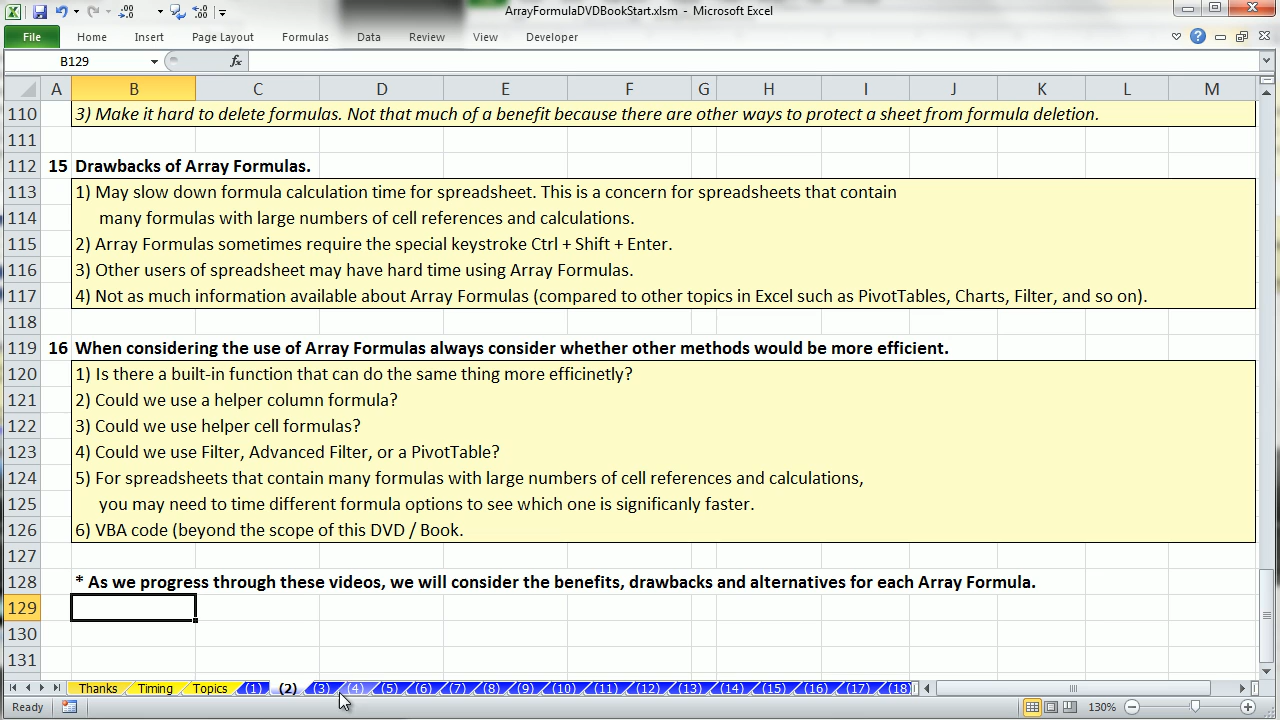 ArrayFormulaDVDBookStart.xlsm - Microsoft Excel
File Home Insert Page Layout Formulas Data Review View Developer
B129 fx
A B C D E F G H I J K L M
110 3) Make it hard to delete formulas. Not that much of a benefit because there are other ways to protect a sheet from formula deletion.
111
112 15 Drawbacks of Array Formulas.
113 1) May slow down formula calculation time for spreadsheet. This is a concern for spreadsheets that contain
114 many formulas with large numbers of cell references and calculations.
115 2) Array Formulas sometimes require the special keystroke Ctrl + Shift + Enter.
116 3) Other users of spreadsheet may have hard time using Array Formulas.
117 4) Not as much information available about Array Formulas (compared to other topics in Excel such as PivotTables, Charts, Filter, and so on).
118
119 16 When considering the use of Array Formulas always consider whether other methods would be more efficient.
120 1) Is there a built-in function that can do the same thing more efficinetly?
121 2) Could we use a helper column formula?
122 3) Could we use helper cell formulas?
123 4) Could we use Filter, Advanced Filter, or a PivotTable?
124 5) For spreadsheets that contain many formulas with large numbers of cell references and calculations,
125 you may need to time different formula options to see which one is significanly faster.
126 6) VBA code (beyond the scope of this DVD / Book.
127
128 * As we progress through these videos, we will consider the benefits, drawbacks and alternatives for each Array Formula.
129
130
131
Thanks Timing Topics (1) (2) (3) (4) (5) (6) (7) (8) (9) (10) (11) (12) (13) (14) (15) (16) (17) (18
Ready 130%